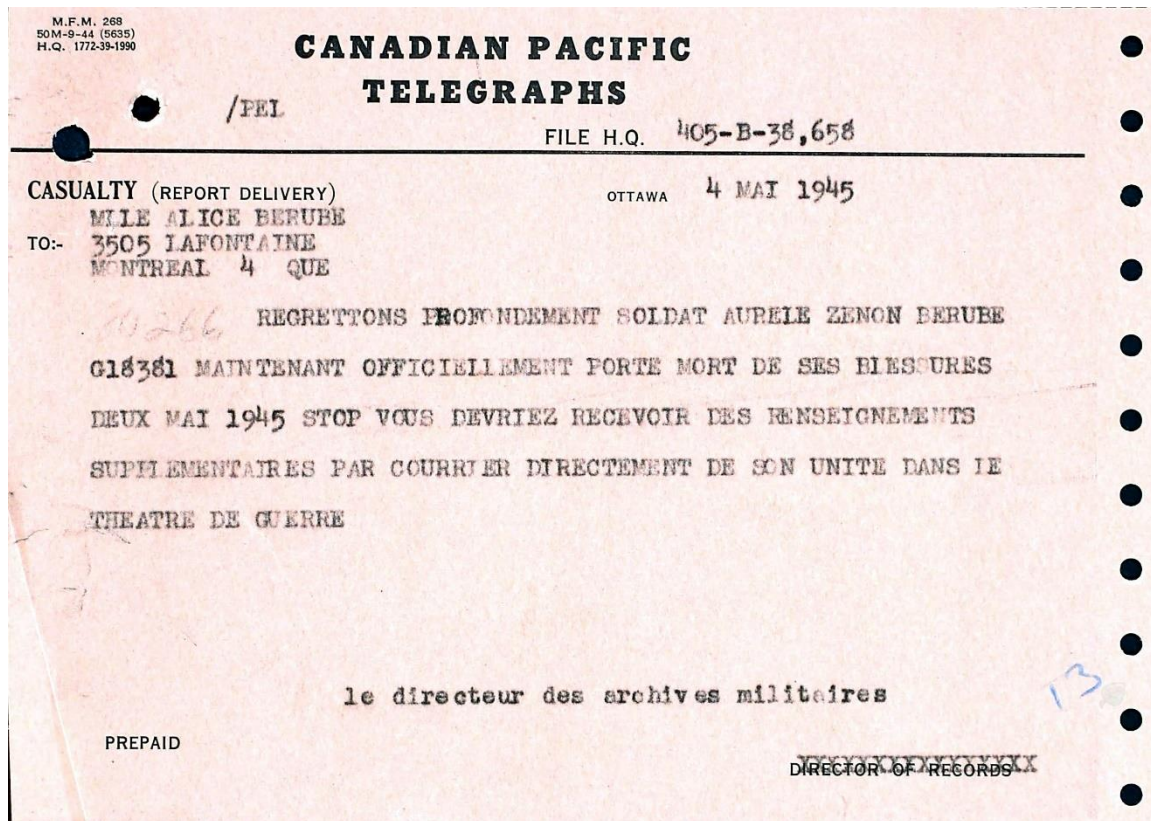 M.F.M. 268
50M-9-44 (5635)
H.Q. 1772-39-1990
CANADIAN PACIFIC
TELEGRAPHS
/PEL
FILE H.Q. 405-B-38,658
CASUALTY (REPORT DELIVERY)
OTTAWA 4 MAI 1945
MLLE ALICE BERUBE
TO:- 3505 LAFONTAINE
MONTREAL 4 QUE
REGRETTONS PROFONDEMENT SOLDAT AURELE ZENON BERUBE
G18381 MAINTENANT OFFICIELLEMENT PORTE MORT DE SES BLESSURES
DEUX MAI 1945 STOP VOUS DEVRIEZ RECEVOIR DES RENSEIGNEMENTS
SUPPLEMENTAIRES PAR COURRIER DIRECTEMENT DE SON UNITE DANS LE
THEATRE DE GUERRE
le directeur des archives militaires
13
PREPAID
DIRECTOR OF RECORDS